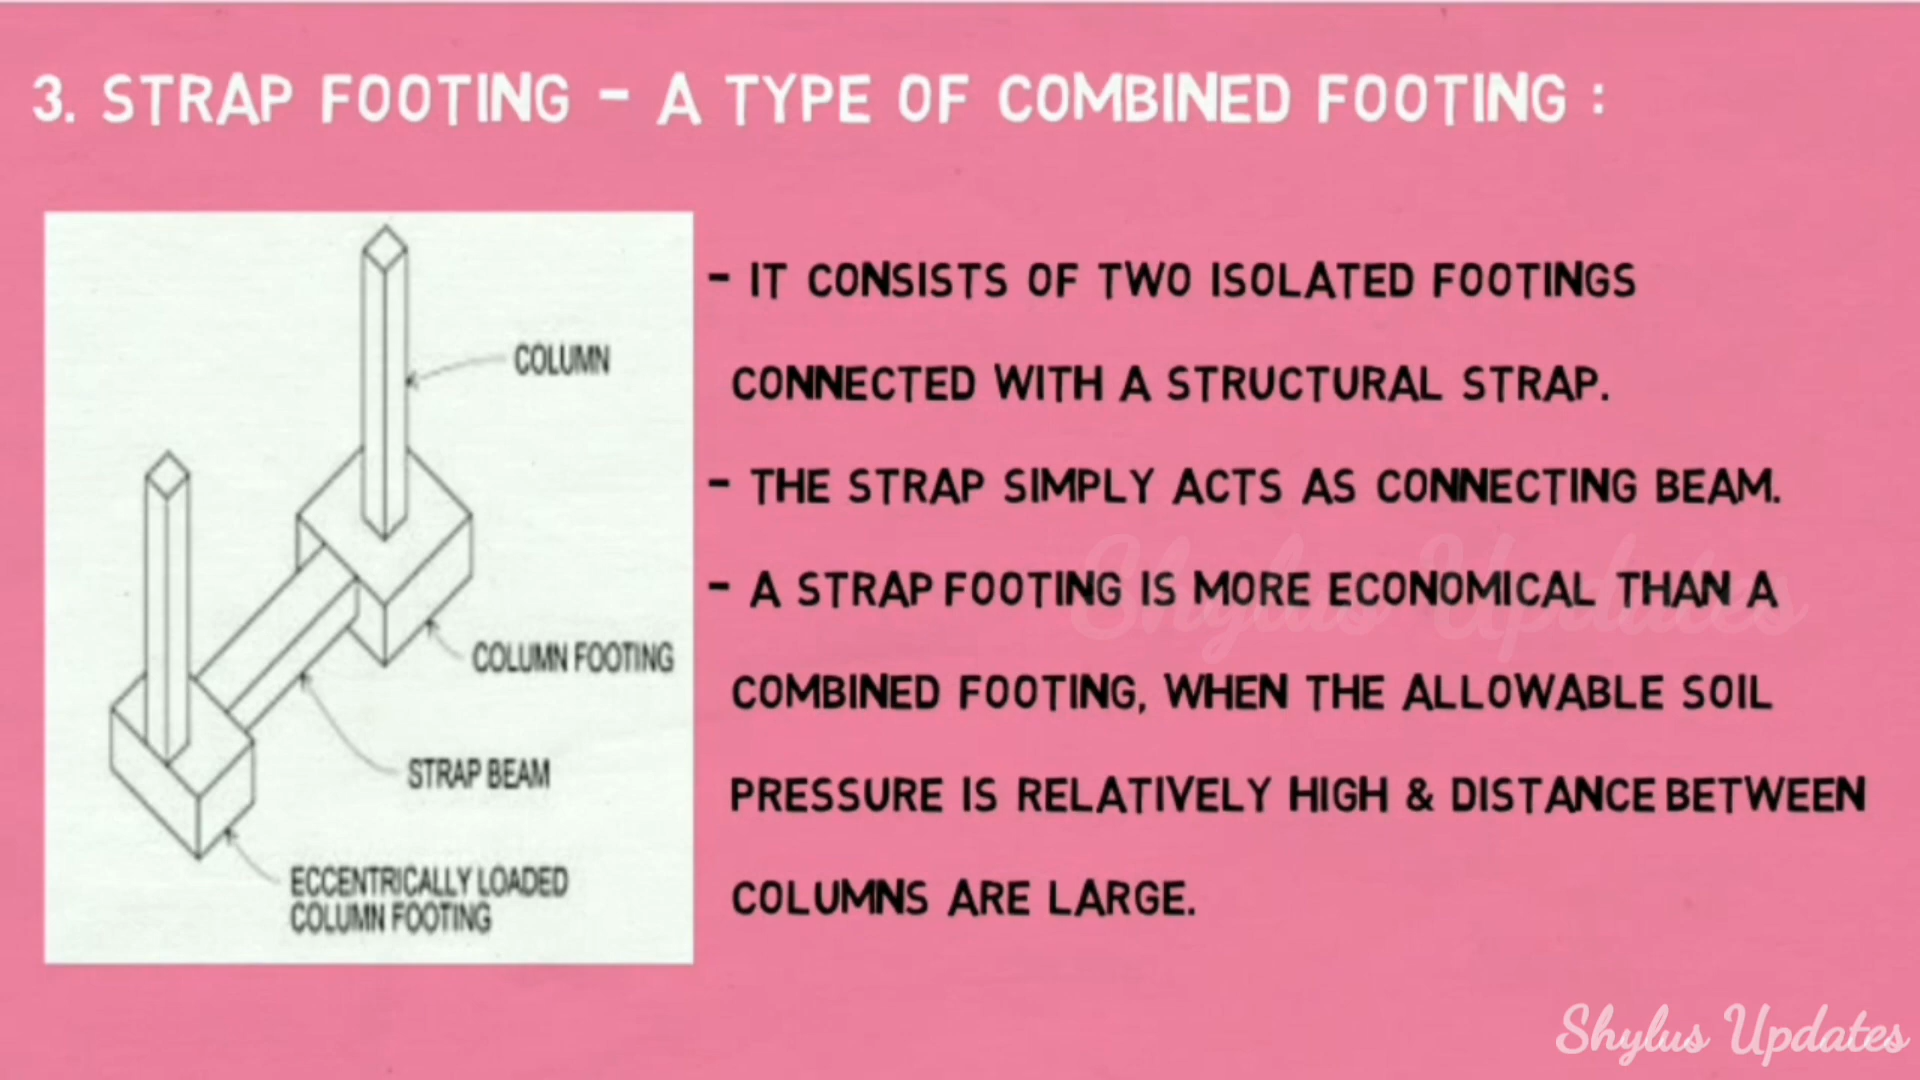 3. STRAP FOOTING - A TYPE OF COMBINED FOOTING :
COLUMN
COLUMN FOOTING
STRAP BEAM
ECCENTRICALLY LOADED
COLUMN FOOTING
- IT CONSISTS OF TWO ISOLATED FOOTINGS
CONNECTED WITH A STRUCTURAL STRAP.
- THE STRAP SIMPLY ACTS AS CONNECTING BEAM.
- A STRAP FOOTING IS MORE ECONOMICAL THAN A
COMBINED FOOTING, WHEN THE ALLOWABLE SOIL
PRESSURE IS RELATIVELY HIGH & DISTANCE BETWEEN
COLUMNS ARE LARGE.
Shylus Updates
Shylus Updates